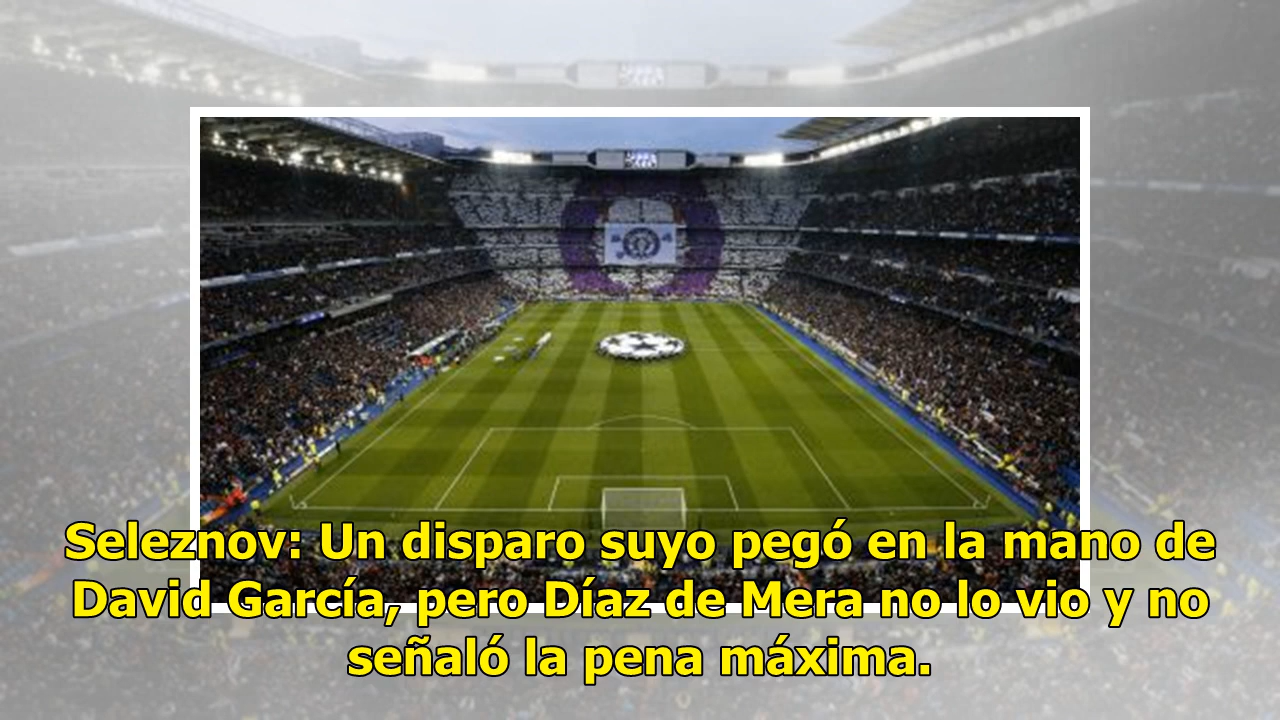 Seleznov: Un disparo suyo pegó en la mano de
David García, pero Díaz de Mera no lo vio y no
señaló la pena máxima.